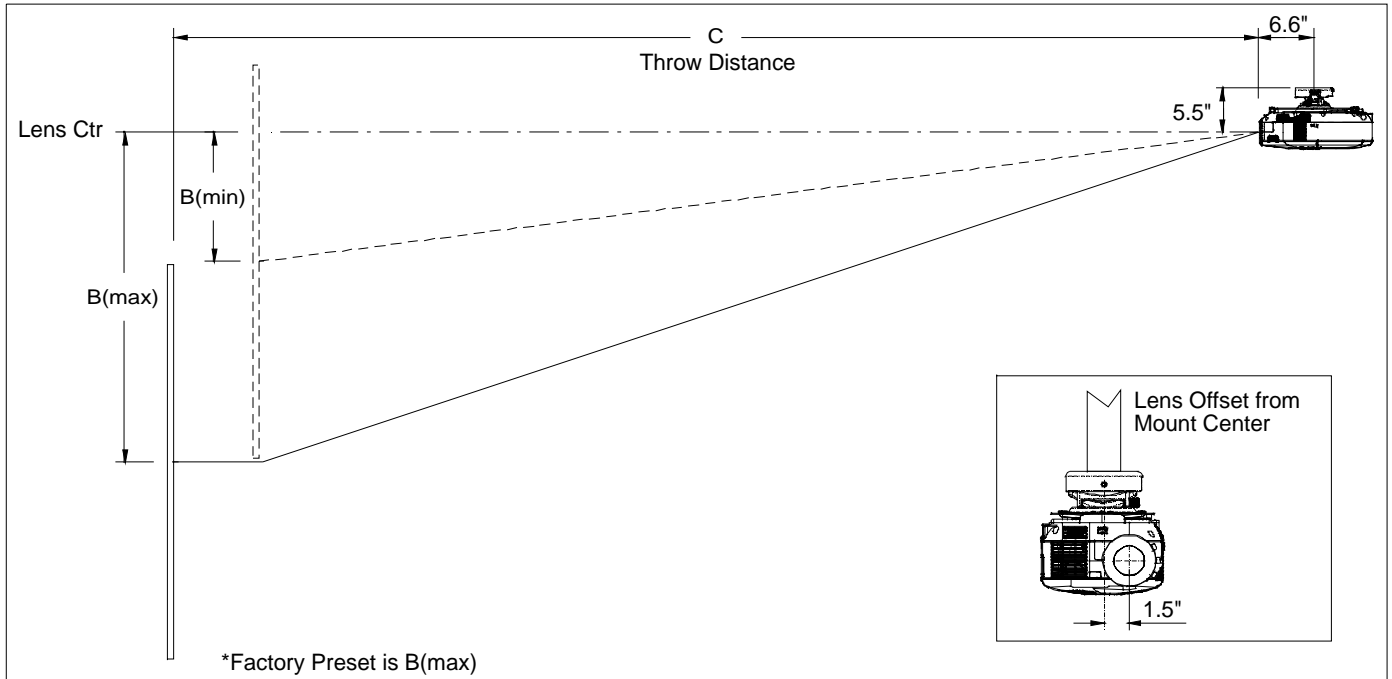 C
Throw Distance
6.6"
5.5"
Lens Ctr
B(min)
B(max)
Lens Offset from
Mount Center
1.5"
*Factory Preset is B(max)